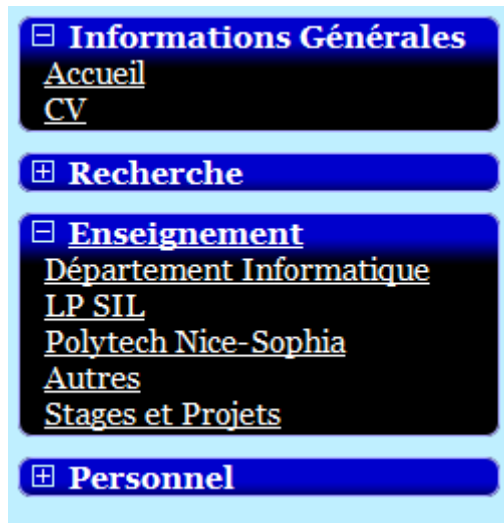 Informations Générales
Accueil
CV
Recherche
Enseignement
Département Informatique
LP SIL
Polytech Nice-Sophia
Autres
Stages et Projets
Personnel